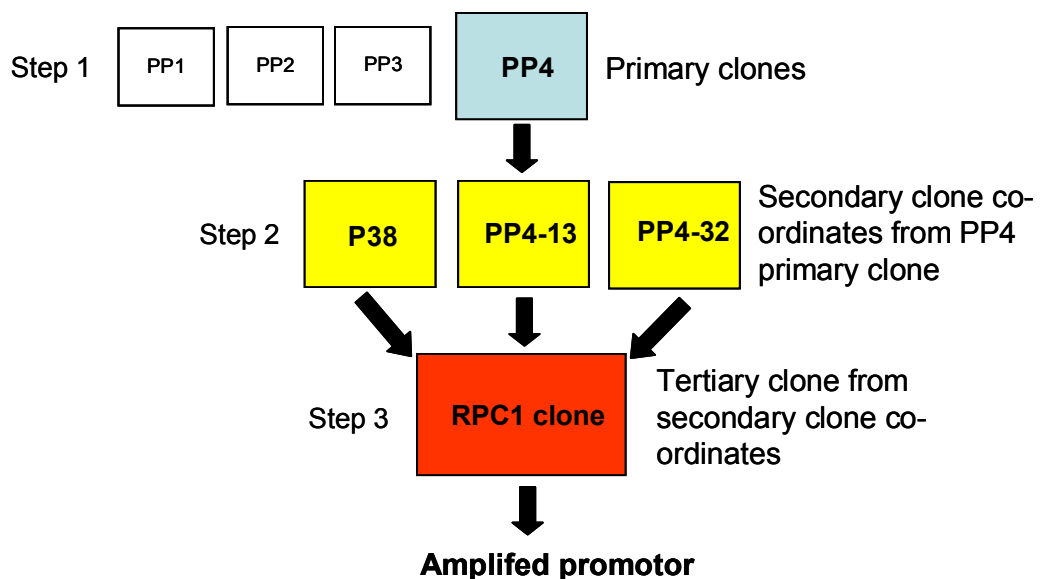 Step 1
PP1
PP2
PP3
PP4
Primary clones
Step 2
P38
PP4-13
PP4-32
Secondary clone co-
ordinates from PP4
primary clone
Step 3
RPC1 clone
Tertiary clone from
secondary clone co-
ordinates
Amplifed promotor